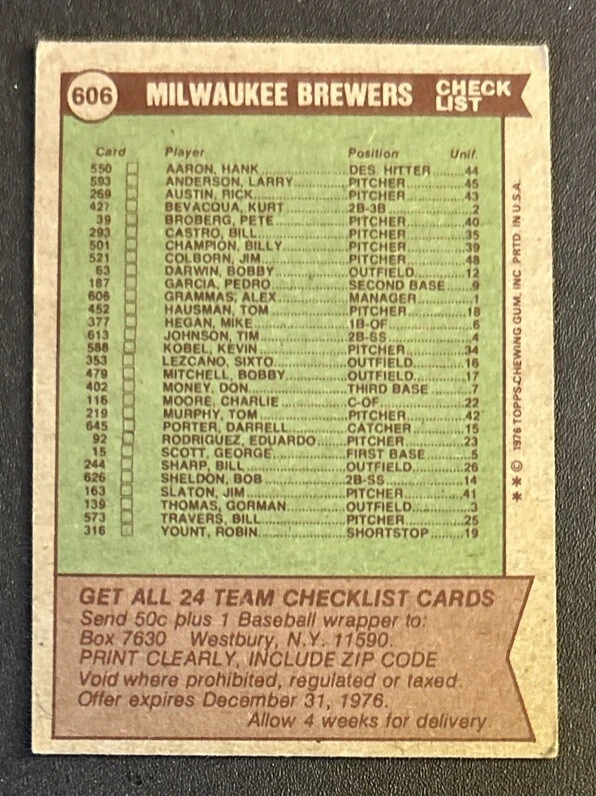 606 MILWAUKEE BREWERS CHECK LIST
Card Player Position Unif.
550 AARON, HANK DES. HITTER 44
593 ANDERSON, LARRY PITCHER 45
269 AUSTIN, RICK PITCHER 43
427 BEVACQUA, KURT 2B-3B 2
39 BROBERG, PETE PITCHER 40
293 CASTRO, BILL PITCHER 35
501 CHAMPION, BILLY PITCHER 39
521 COLBORN, JIM PITCHER 48
63 DARWIN, BOBBY OUTFIELD 12
187 GARCIA, PEDRO SECOND BASE 9
606 GRAMMAS, ALEX MANAGER 1
452 HAUSMAN, TOM PITCHER 18
377 HEGAN, MIKE 1B-OF 6
613 JOHNSON, TIM 2B-SS 4
588 KOBEL, KEVIN PITCHER 34
353 LEZCANO, SIXTO OUTFIELD 16
479 MITCHELL, BOBBY OUTFIELD 17
402 MONEY, DON THIRD BASE 7
116 MOORE, CHARLIE C-OF 22
219 MURPHY, TOM PITCHER 42
645 PORTER, DARRELL CATCHER 15
92 RODRIGUEZ, EDUARDO PITCHER 23
15 SCOTT, GEORGE FIRST BASE 5
244 SHARP, BILL OUTFIELD 26
626 SHELDON, BOB 2B-SS 14
163 SLATON, JIM PITCHER 41
139 THOMAS, GORMAN OUTFIELD 3
573 TRAVERS, BILL PITCHER 25
316 YOUNT, ROBIN SHORTSTOP 19
**© 1976 TOPPS CHEWING GUM, INC. PRTD. IN U.S.A.
GET ALL 24 TEAM CHECKLIST CARDS
Send 50c plus 1 Baseball wrapper to:
Box 7630 Westbury, N.Y. 11590.
PRINT CLEARLY, INCLUDE ZIP CODE
Void where prohibited, regulated or taxed.
Offer expires December 31, 1976.
Allow 4 weeks for delivery.